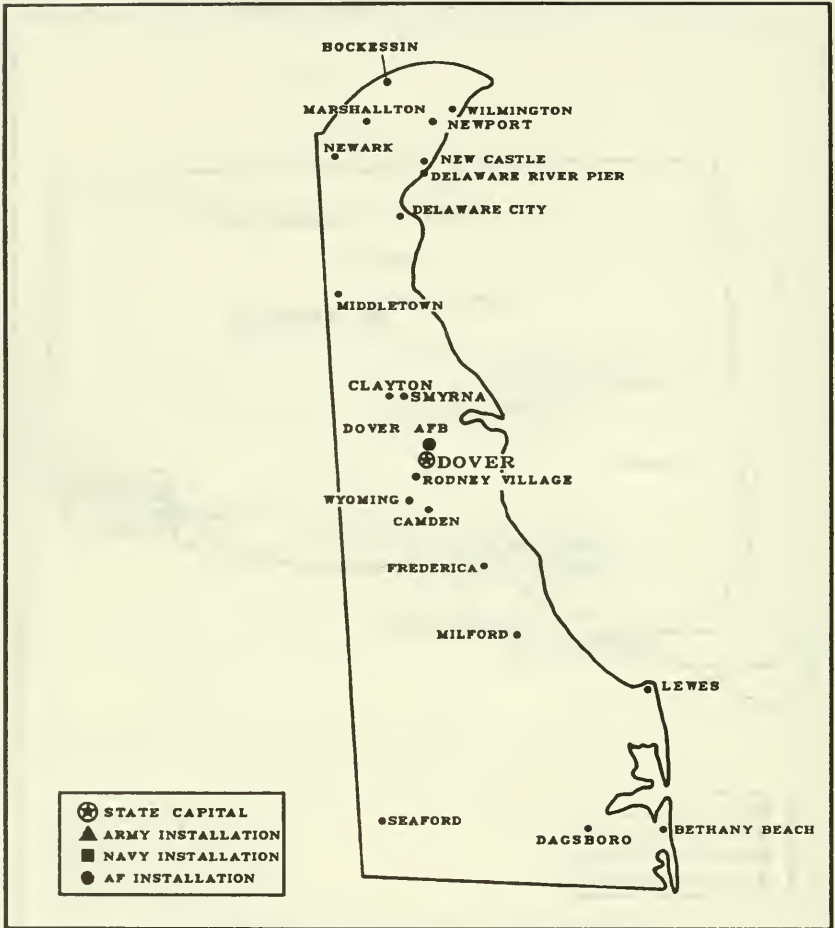 HOCKESSIN
MARSHALLTON
WILMINGTON
NEWPORT
NEWARK
NEW CASTLE
DELAWARE RIVER PIER
DELAWARE CITY
MIDDLETOWN
CLAYTON
SMYRNA
DOVER AFB
DOVER
RODNEY VILLAGE
WYOMING
CAMDEN
FREDERICA
MILFORD
LEWES
SEAFORD
DAGSBORO
BETHANY BEACH
STATE CAPITAL
ARMY INSTALLATION
NAVY INSTALLATION
AF INSTALLATION